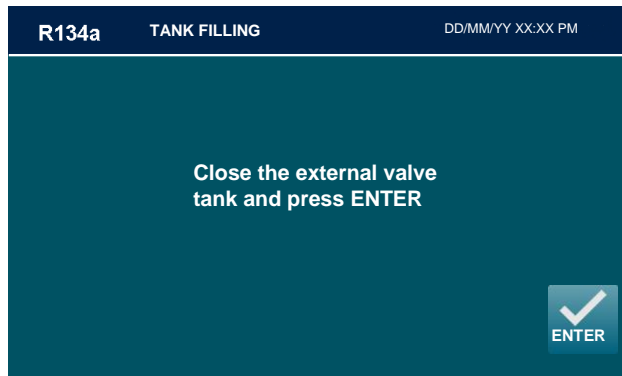 R134a TANK FILLING DD/MM/YY XX:XX PM
Close the external valve
tank and press ENTER
ENTER